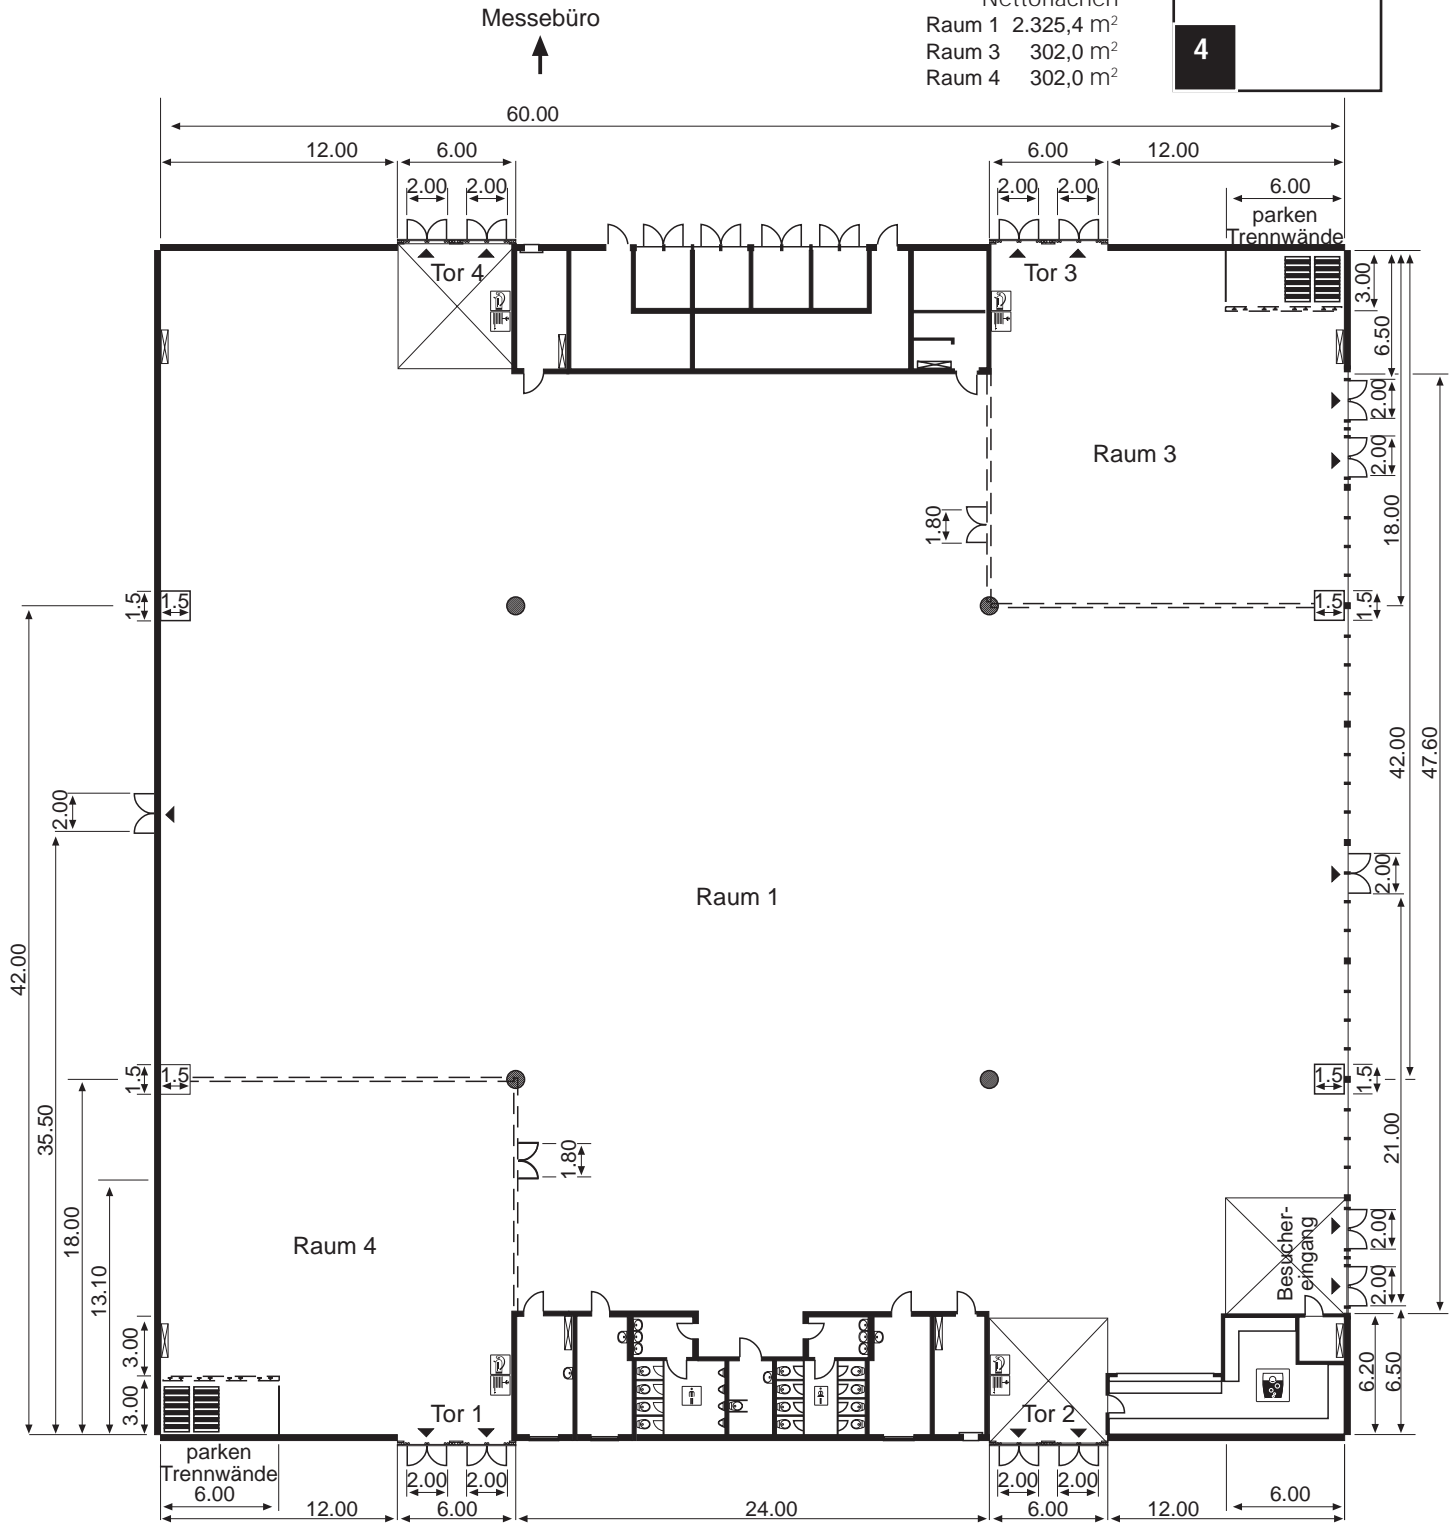 Messebüro
Nettoflächen
Raum 1 2.325,4 m²
Raum 3 302,0 m²
Raum 4 302,0 m²
4
60.00
12.00
6.00
6.00
12.00
2.00
2.00
2.00
2.00
6.00
parken
Trennwände
Tor 4
Tor 3
3.00
6.50
2.00
2.00
Raum 3
18.00
1.80
1.5
1.5
1.5
1.5
42.00
47.60
2.00
2.00
Raum 1
42.00
35.50
1.5
1.5
1.5
1.5
21.00
1.80
18.00
13.10
Raum 4
Besucher-
eingang
2.00
2.00
3.00
3.00
6.20
6.50
Tor 1
Tor 2
parken
Trennwände
6.00
2.00
2.00
2.00
2.00
6.00
12.00
6.00
24.00
6.00
12.00